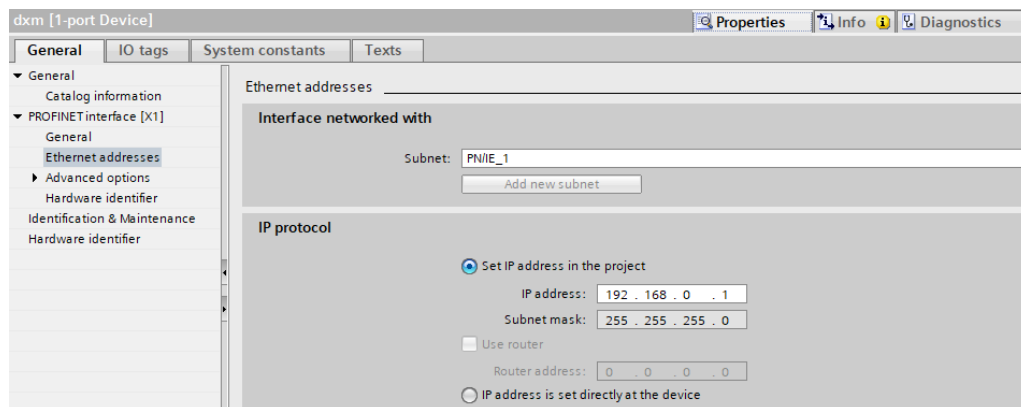 dxm [1-port Device]
Properties
Info
Diagnostics
General
IO tags
System constants
Texts
General
Catalog information
PROFINET interface [X1]
General
Ethernet addresses
Advanced options
Hardware identifier
Identification & Maintenance
Hardware identifier
Ethernet addresses
Interface networked with
Subnet: PN/IE_1
Add new subnet
IP protocol
Set IP address in the project
IP address: 192 . 168 . 0 . 1
Subnet mask: 255 . 255 . 255 . 0
Use router
Router address: 0 . 0 . 0 . 0
IP address is set directly at the device